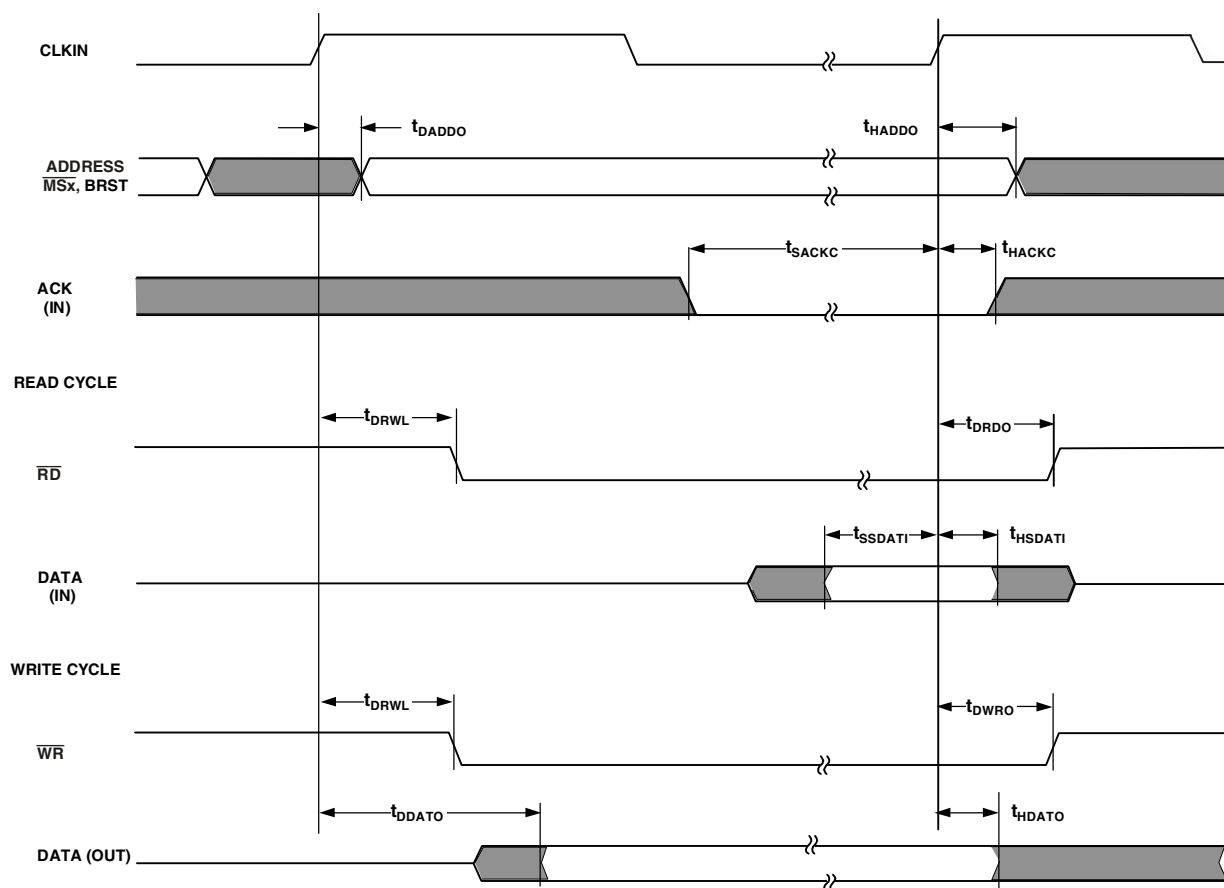 CLKIN
tDADDO
tHADDO
ADDRESS
MSx, BRST
tSACKC
tHACKC
ACK
(IN)
READ CYCLE
tDRWL
tDRDO
RD
tSSDATI
tHSDATI
DATA
(IN)
WRITE CYCLE
tDRWL
tDWRO
WR
tDDATO
tHDATO
DATA (OUT)